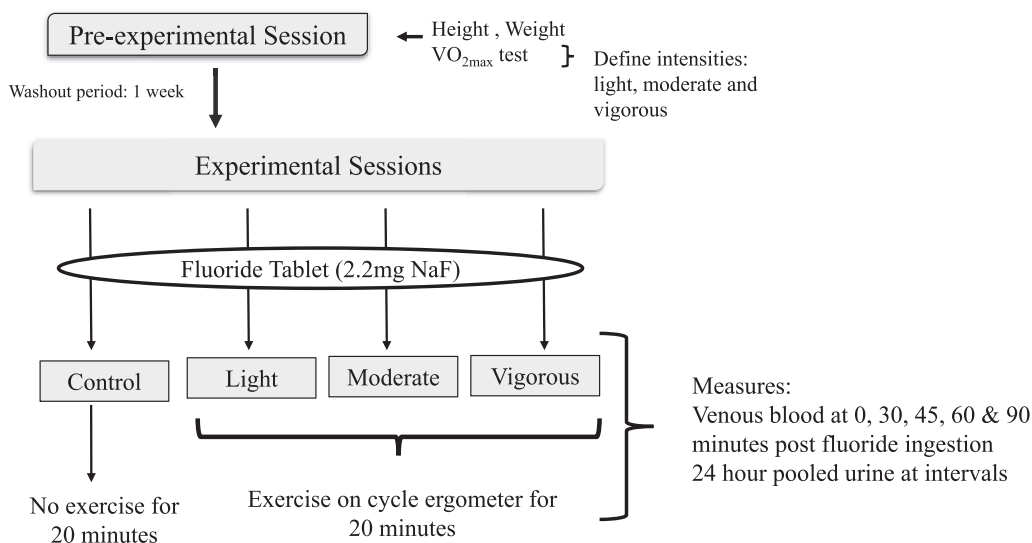 Pre-experimental Session
Height , Weight
VO2max test
Define intensities:
light, moderate and
vigorous
Washout period: 1 week
Experimental Sessions
Fluoride Tablet (2.2mg NaF)
Control
Light
Moderate
Vigorous
Measures:
Venous blood at 0, 30, 45, 60 & 90
minutes post fluoride ingestion
24 hour pooled urine at intervals
No exercise for
20 minutes
Exercise on cycle ergometer for
20 minutes